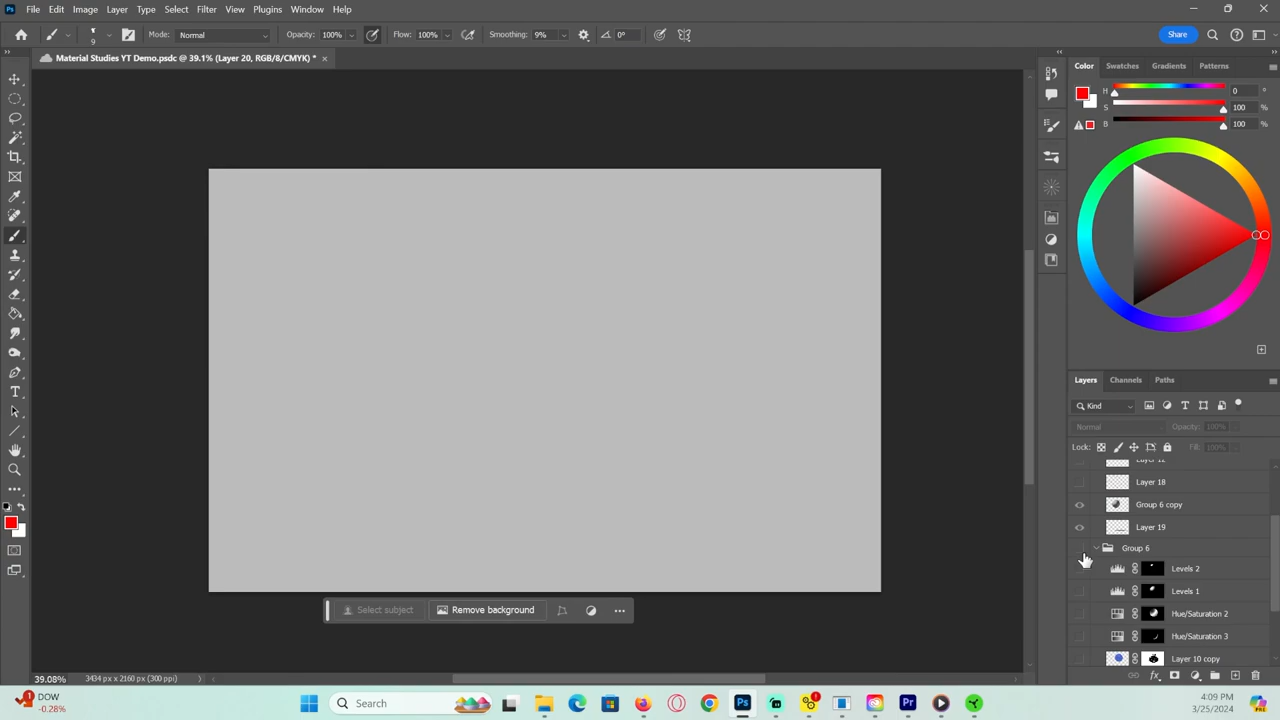 Ps File Edit Image Layer Type Select Filter View Plugins Window Help
9 Mode: Normal Opacity: 100% Flow: 100% Smoothing: 9% 0° Share
Material Studies YT Demo.psdc @ 39.1% (Layer 20, RGB/8/CMYK) * ×
Color Swatches Gradients Patterns
H 0 °
S 100 %
B 100 %
Layers Channels Paths
Kind
Normal Opacity: 100%
Lock: Fill: 100%
Layer 12
Layer 18
Group 6 copy
Layer 19
Group 6
Levels 2
Levels 1
Hue/Saturation 2
Hue/Saturation 3
Layer 10 copy
Select subject Remove background
39.08% 3434 px x 2160 px (300 ppi)
DOW
-0.28%
Search
4:09 PM
3/25/2024